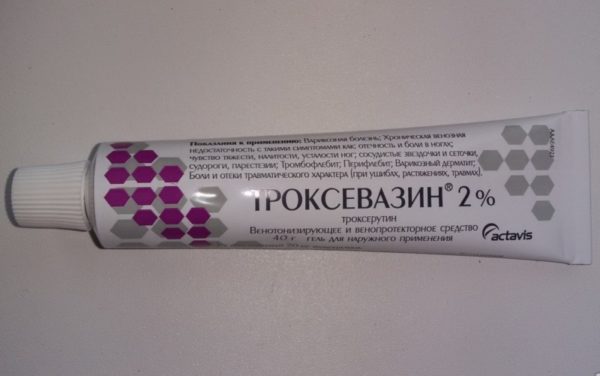 Показания к применению: Варикозная болезнь; Хроническая венозная
недостаточность с такими симптомами как: отечность и боли в ногах;
чувство тяжести, налитости, усталости ног; сосудистые звездочки и сеточки,
судороги, парестезии; Тромбофлебит; Перифлебит; Варикозный дерматит;
Боли и отеки травматического характера (при ушибах, растяжениях, травмах).
ТРОКСЕВАЗИН® 2%
троксерутин
Венотонизирующее и венопротекторное средство
40 г. гель для наружного применения
actavis